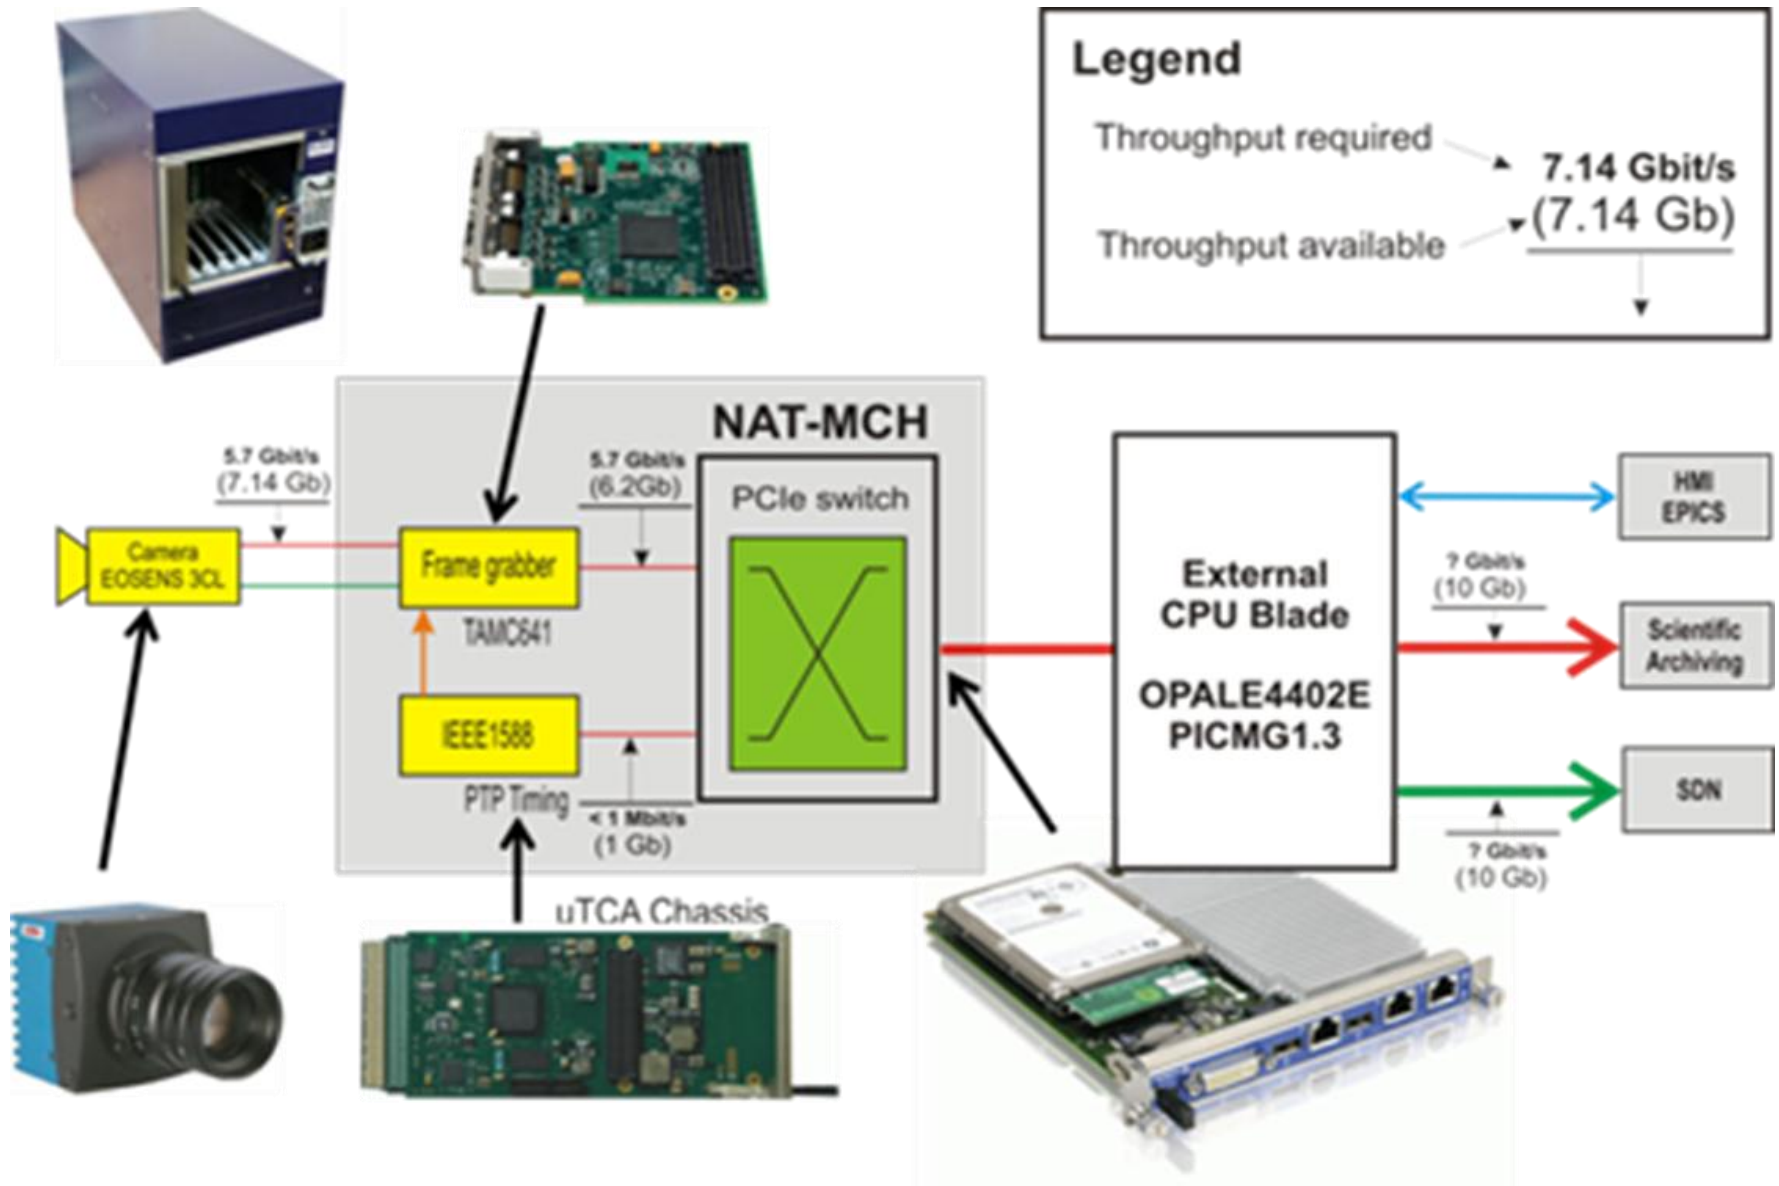 Legend
Throughput required
7.14 Gbit/s
(7.14 Gb)
Throughput available
NAT-MCH
5.7 Gbit/s
(7.14 Gb)
5.7 Gbit/s
(6.2Gb)
PCIe switch
Camera
EOSENS 3CL
Frame grabber
TAMC641
IEEE1588
PTP Timing
< 1 Mbit/s
(1 Gb)
uTCA Chassis
External
CPU Blade
OPALE4402E
PICMG1.3
HMI
EPICS
? Gbit/s
(10 Gb)
Scientific
Archiving
SDN
? Gbit/s
(10 Gb)